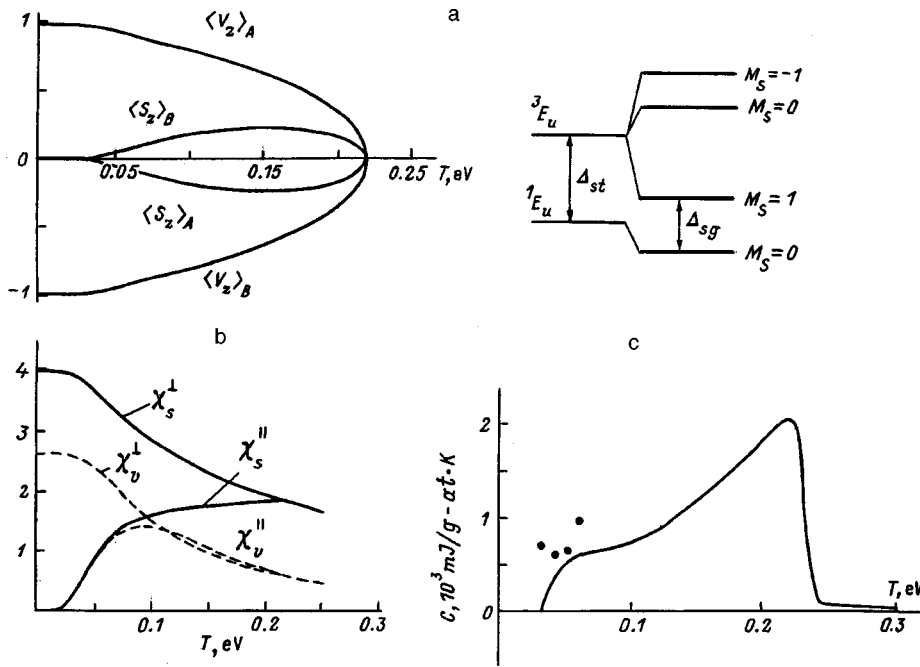 a
1
⟨V_z⟩_A
⟨S_z⟩_B
0
0.05
0.15
0.25
T, eV
⟨S_z⟩_A
⟨V_z⟩_B
-1
³E_u
Δ_st
¹E_u
M_s=-1
M_s=0
M_s=1
Δ_sg
M_s=0
b
4
3
2
1
0
χ_s^⊥
χ_s^||
χ_v^⊥
χ_v^||
0.1
0.2
0.3
T, eV
c
C, 10³ mJ/g-at·K
2
1
0
0.1
0.2
0.3
T, eV